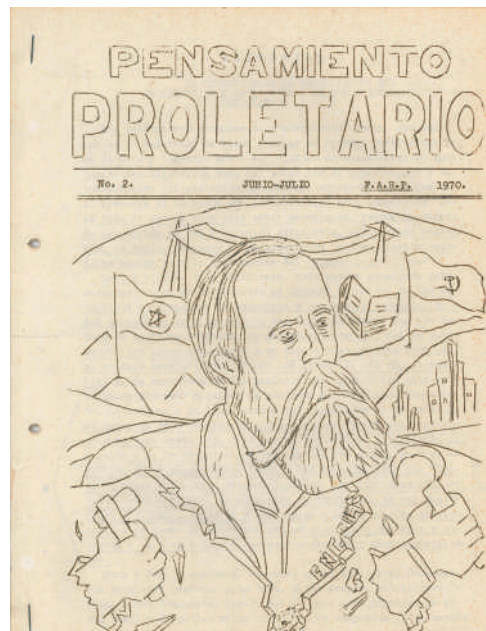 PENSAMIENTO
PROLETARIO
No. 2. JUNIO-JULIO F.A.R.P. 1970.
ENGELS